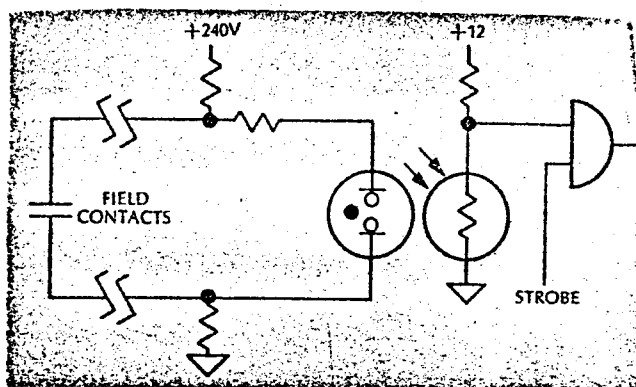 +240V
+12
FIELD
CONTACTS
STROBE